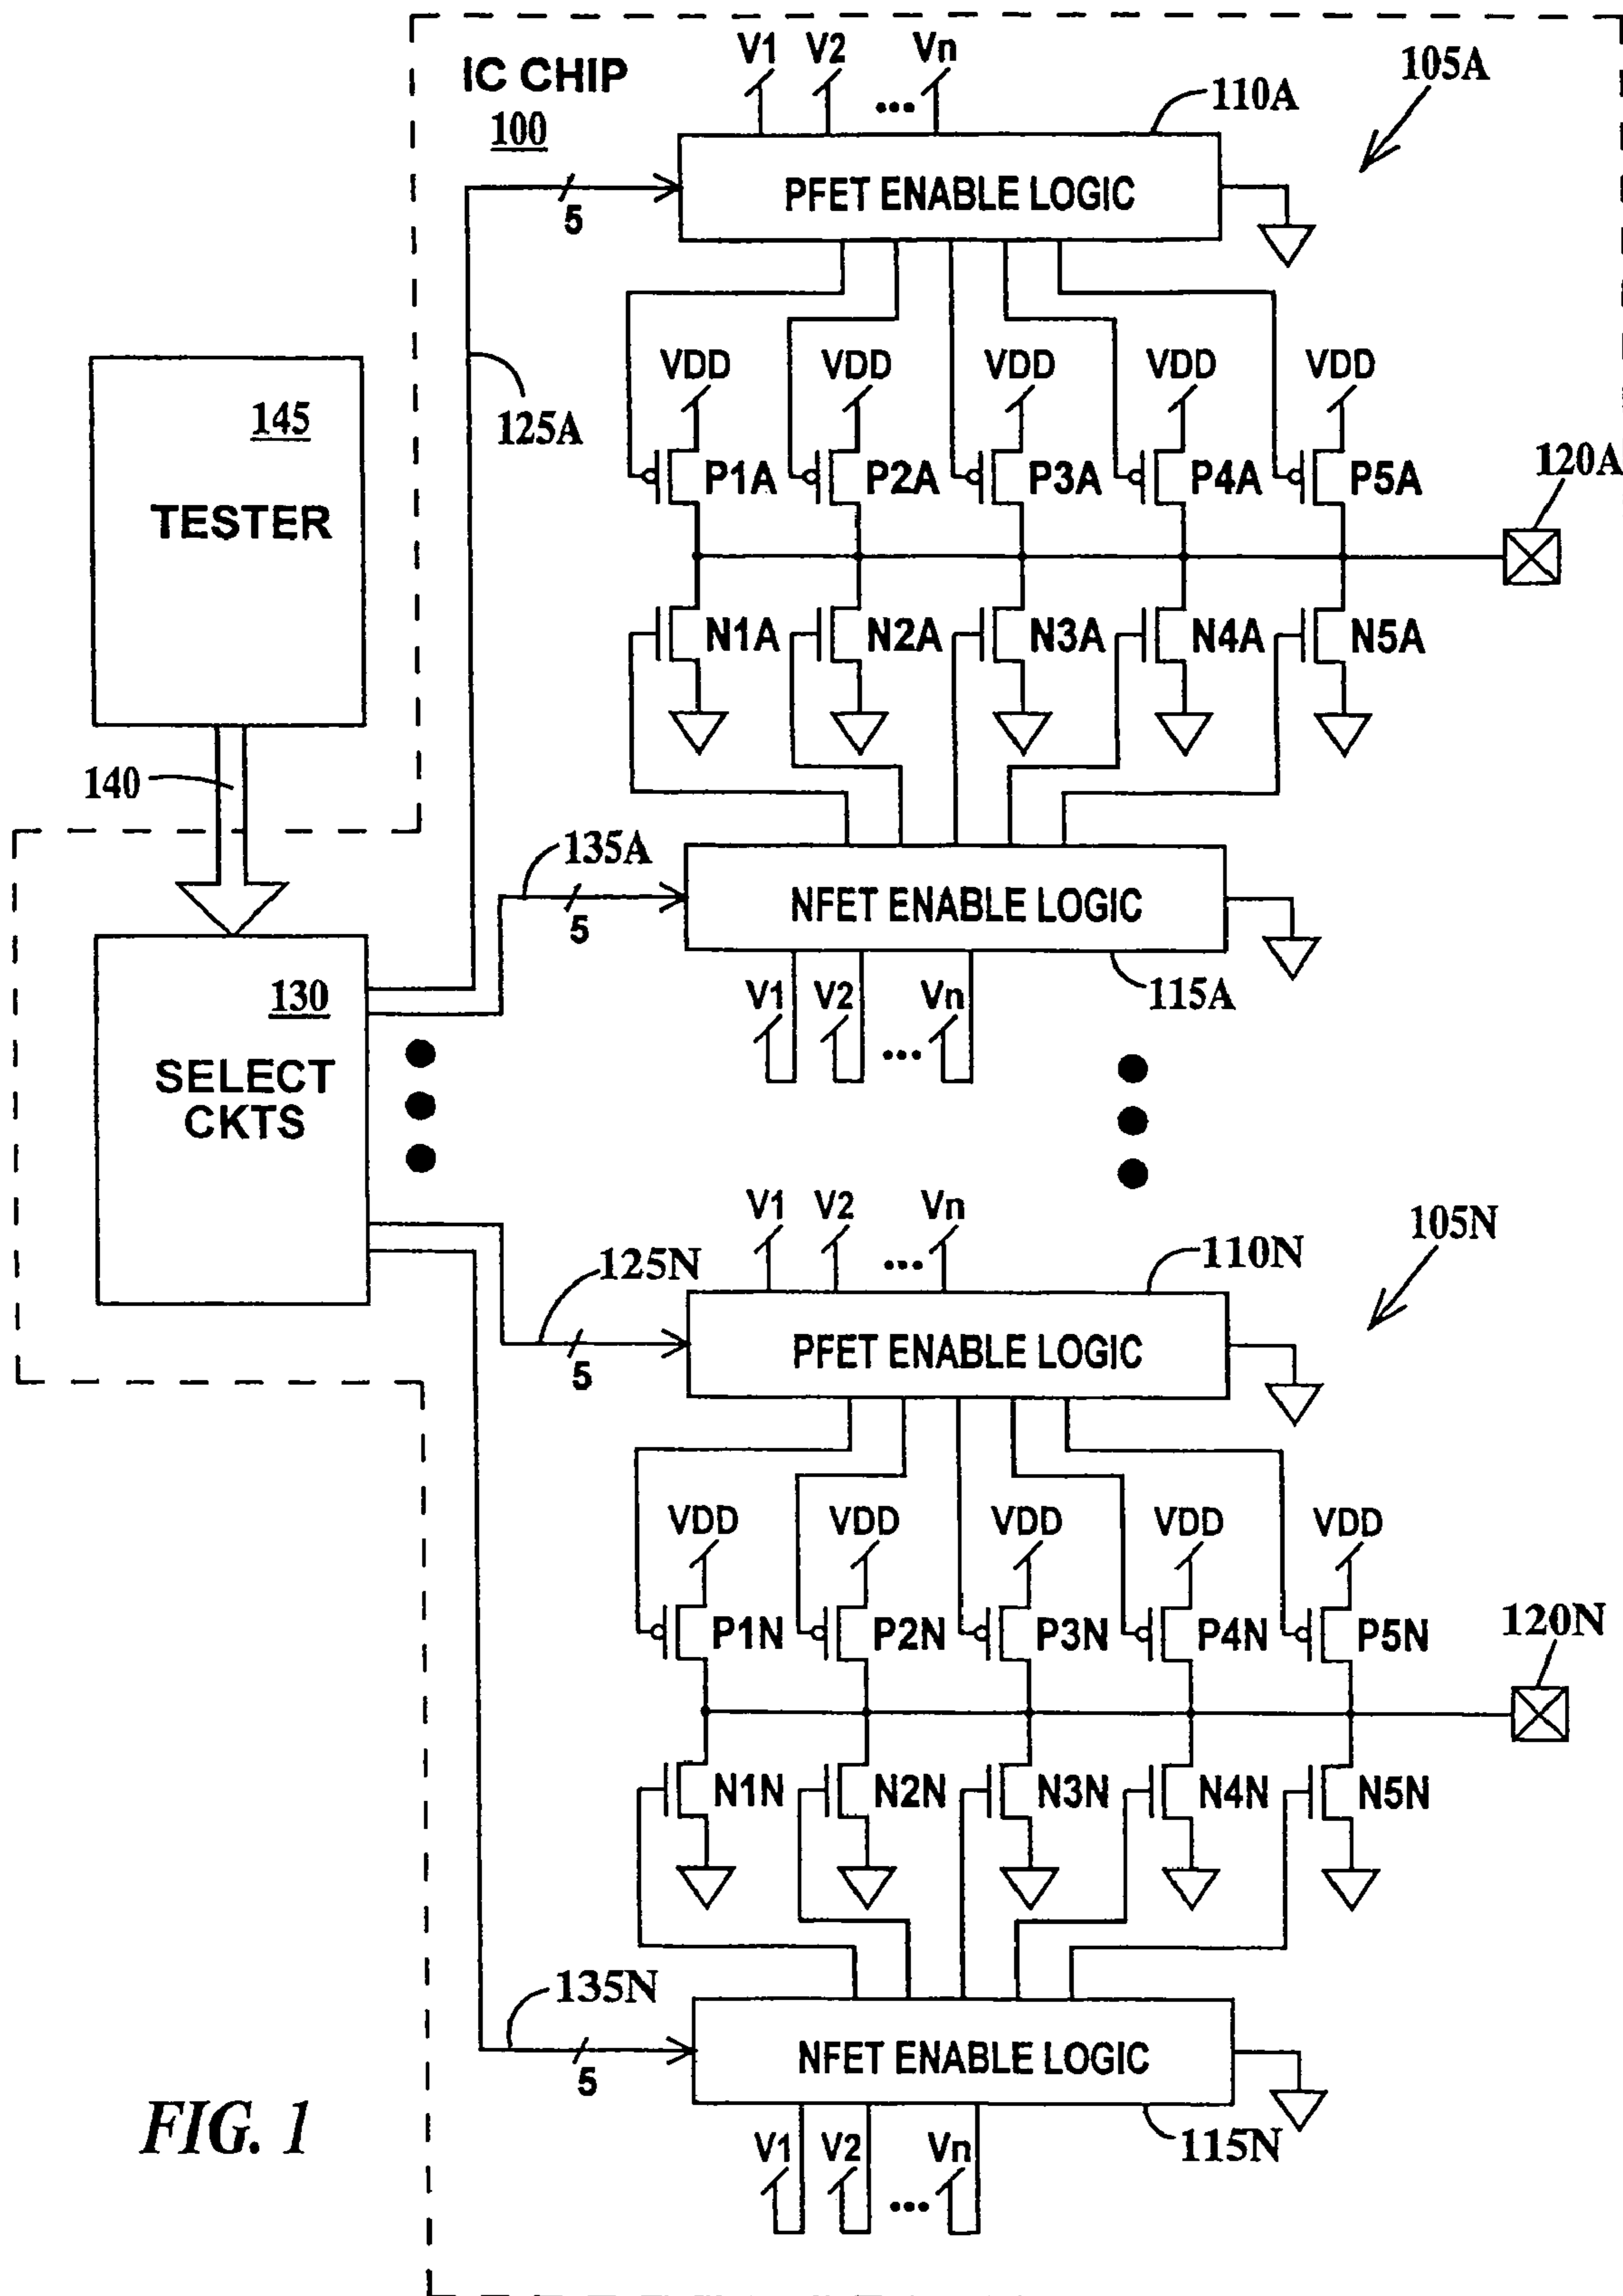 V1 V2 ... Vn
IC CHIP
100
105A
110A
PFET ENABLE LOGIC
5
125A
VDD VDD VDD VDD VDD
145
TESTER
P1A P2A P3A P4A P5A
120A
N1A N2A N3A N4A N5A
140
135A
NFET ENABLE LOGIC
5
115A
V1 V2 ... Vn
130
SELECT
CKTS
V1 V2 ... Vn
105N
110N
125N
PFET ENABLE LOGIC
5
VDD VDD VDD VDD VDD
P1N P2N P3N P4N P5N
120N
N1N N2N N3N N4N N5N
135N
NFET ENABLE LOGIC
5
115N
V1 V2 ... Vn
FIG. 1